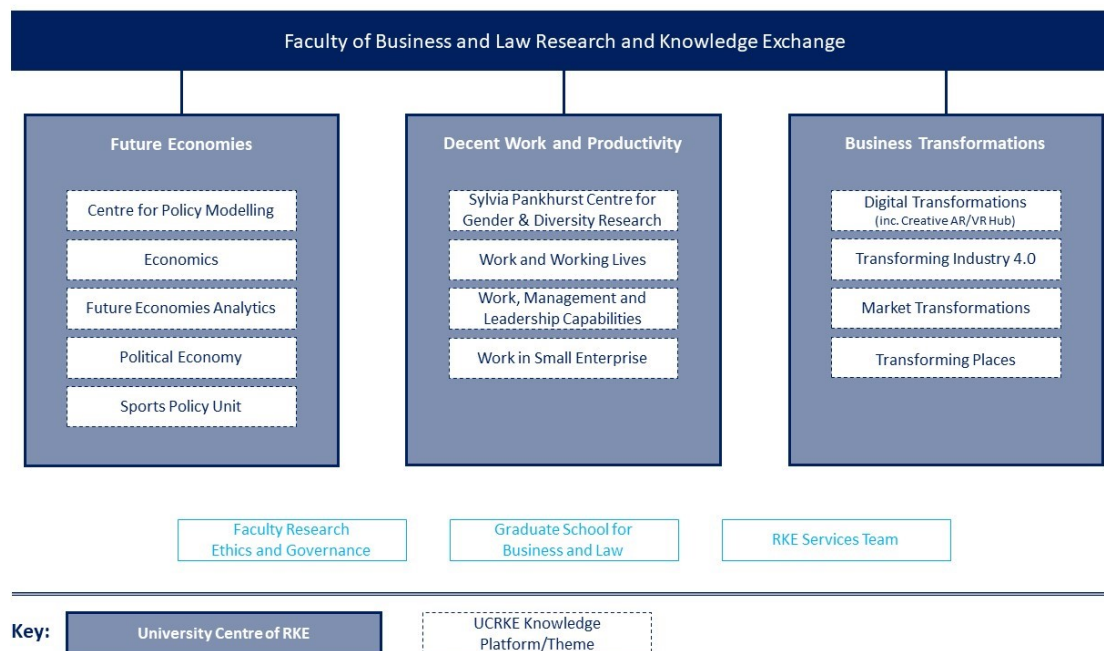 Faculty of Business and Law Research and Knowledge Exchange
Future Economies
Centre for Policy Modelling
Economics
Future Economies Analytics
Political Economy
Sports Policy Unit
Decent Work and Productivity
Sylvia Pankhurst Centre for
Gender & Diversity Research
Work and Working Lives
Work, Management and
Leadership Capabilities
Work in Small Enterprise
Business Transformations
Digital Transformations
(inc. Creative AR/VR Hub)
Transforming Industry 4.0
Market Transformations
Transforming Places
Faculty Research
Ethics and Governance
Graduate School for
Business and Law
RKE Services Team
Key:
University Centre of RKE
UCRKE Knowledge
Platform/Theme